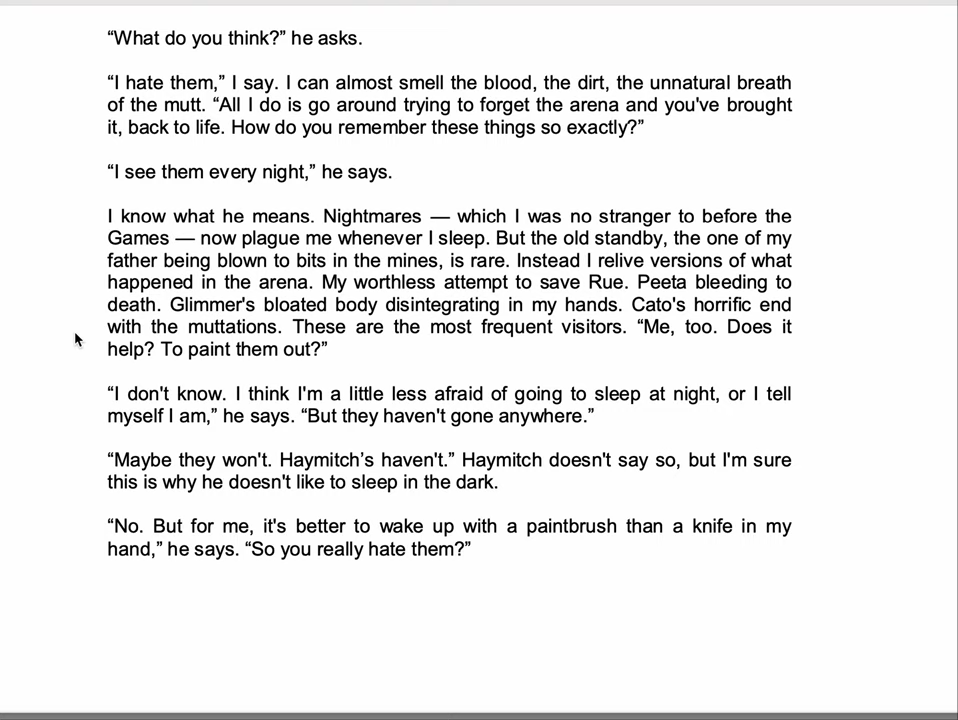 “What do you think?” he asks.
“I hate them,” I say. I can almost smell the blood, the dirt, the unnatural breath
of the mutt. “All I do is go around trying to forget the arena and you've brought
it, back to life. How do you remember these things so exactly?”
“I see them every night,” he says.
I know what he means. Nightmares — which I was no stranger to before the
Games — now plague me whenever I sleep. But the old standby, the one of my
father being blown to bits in the mines, is rare. Instead I relive versions of what
happened in the arena. My worthless attempt to save Rue. Peeta bleeding to
death. Glimmer's bloated body disintegrating in my hands. Cato's horrific end
with the muttations. These are the most frequent visitors. “Me, too. Does it
help? To paint them out?”
“I don't know. I think I'm a little less afraid of going to sleep at night, or I tell
myself I am,” he says. “But they haven't gone anywhere.”
“Maybe they won't. Haymitch’s haven't.” Haymitch doesn't say so, but I'm sure
this is why he doesn't like to sleep in the dark.
“No. But for me, it's better to wake up with a paintbrush than a knife in my
hand,” he says. “So you really hate them?”